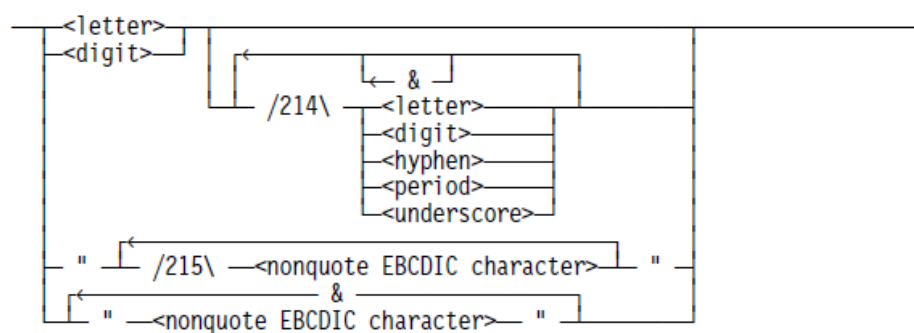 <letter>
<digit>
&
/214\ <letter>
<digit>
<hyphen>
<period>
<underscore>
" /215\ <nonquote EBCDIC character> "
&
" <nonquote EBCDIC character> "